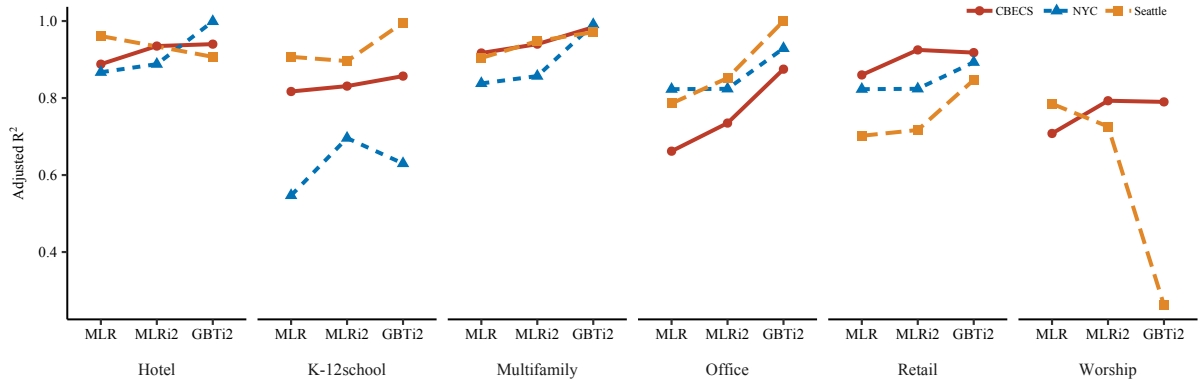 CBECS NYC Seattle
1.0
0.8
0.6
0.4
Adjusted R²
MLR MLRi2 GBTi2 MLR MLRi2 GBTi2 MLR MLRi2 GBTi2 MLR MLRi2 GBTi2 MLR MLRi2 GBTi2 MLR MLRi2 GBTi2
Hotel K-12school Multifamily Office Retail Worship